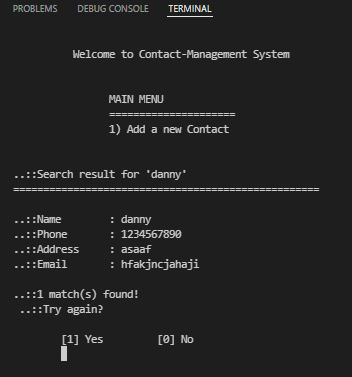 PROBLEMS DEBUG CONSOLE TERMINAL
Welcome to Contact-Management System
MAIN MENU
=====================
1) Add a new Contact
..::Search result for 'danny'
===================================================
..::Name : danny
..::Phone : 1234567890
..::Address : asaaf
..::Email : hfakjncjahaji
..::1 match(s) found!
..::Try again?
[1] Yes [0] No